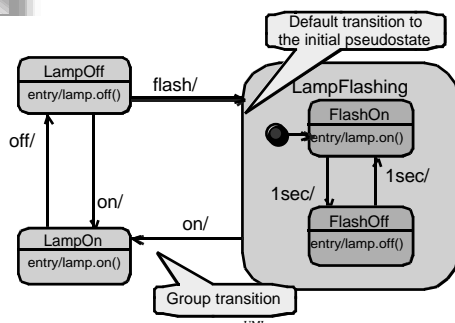 Default transition to
the initial pseudostate
LampOff
entry/lamp.off()
flash/
LampFlashing
FlashOn
entry/lamp.on()
off/
on/
1sec/
1sec/
on/
LampOn
entry/lamp.on()
FlashOff
entry/lamp.off()
Group transition